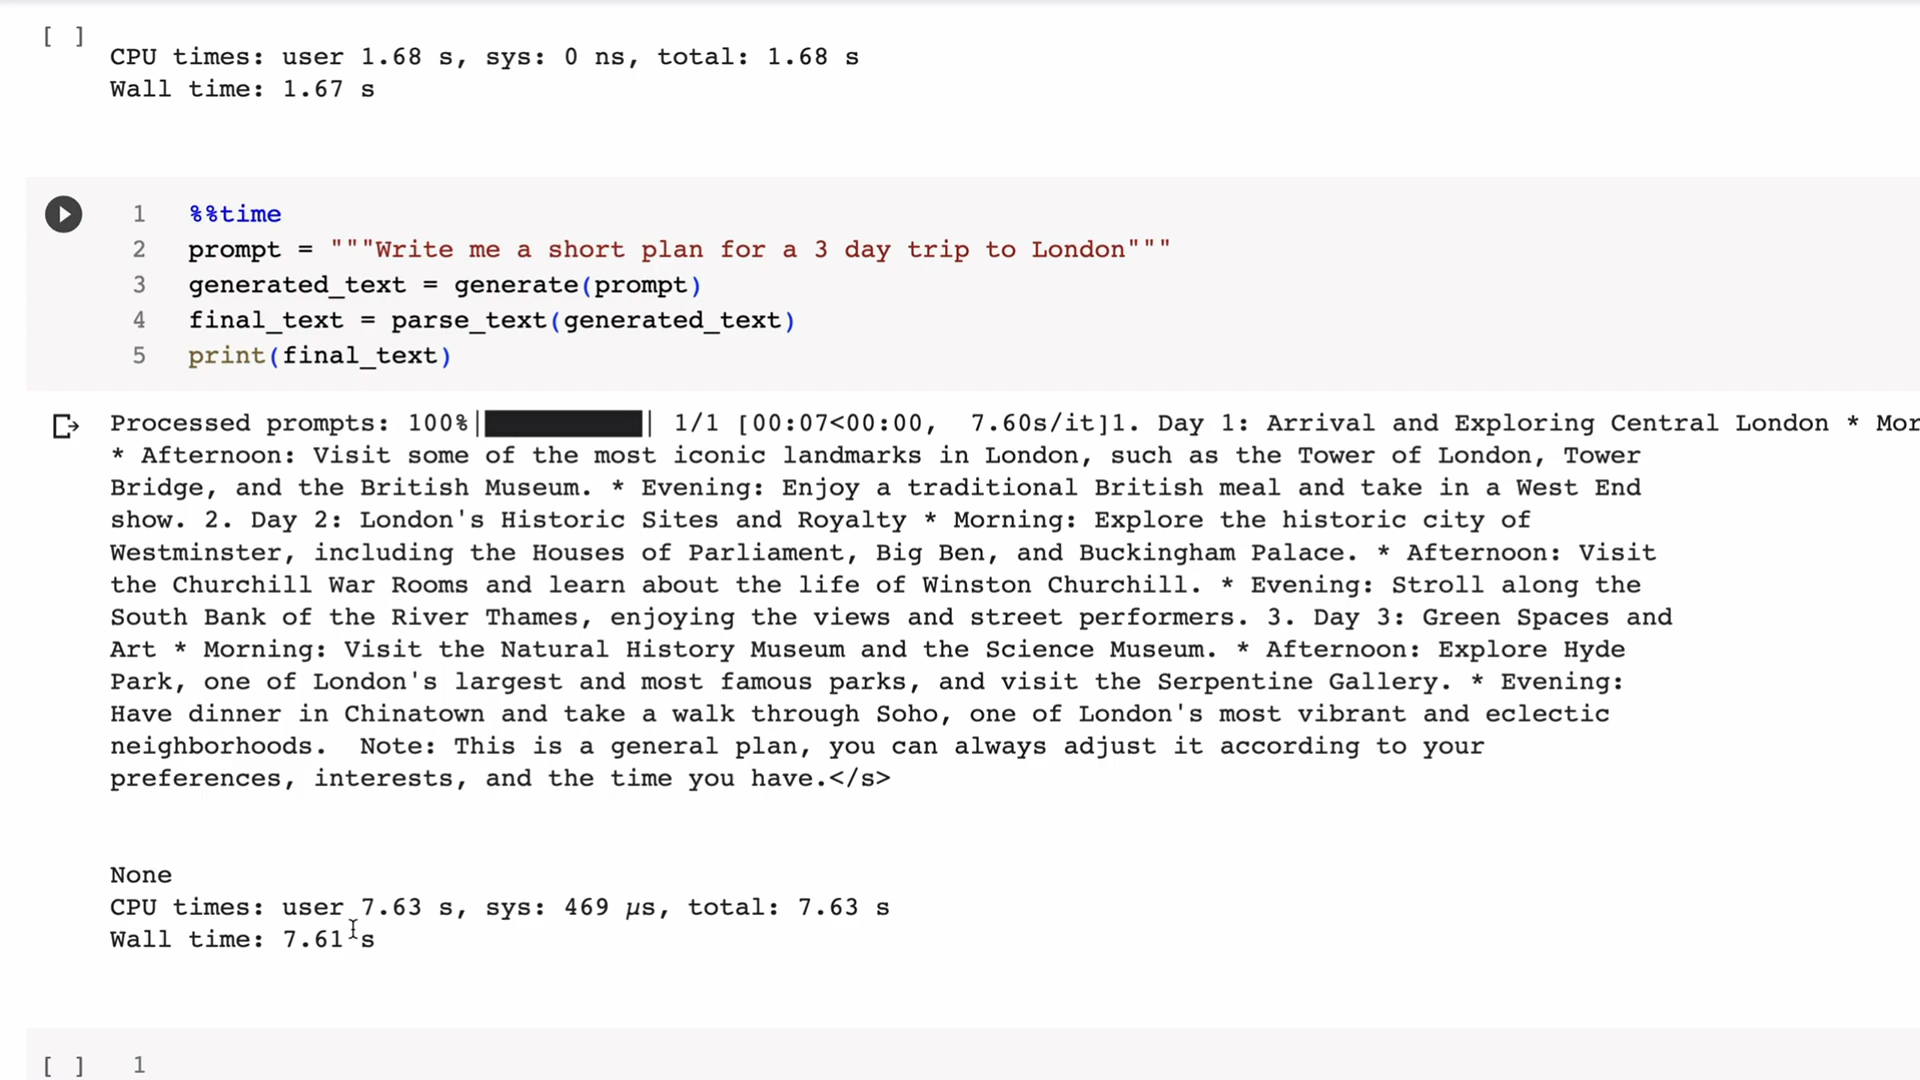 [ ]
CPU times: user 1.68 s, sys: 0 ns, total: 1.68 s
Wall time: 1.67 s
1 %%time
2 prompt = """Write me a short plan for a 3 day trip to London"""
3 generated_text = generate(prompt)
4 final_text = parse_text(generated_text)
5 print(final_text)
Processed prompts: 100%|██████████| 1/1 [00:07<00:00, 7.60s/it]1. Day 1: Arrival and Exploring Central London *
* Afternoon: Visit some of the most iconic landmarks in London, such as the Tower of London, Tower
Bridge, and the British Museum. * Evening: Enjoy a traditional British meal and take in a West End
show. 2. Day 2: London's Historic Sites and Royalty * Morning: Explore the historic city of
Westminster, including the Houses of Parliament, Big Ben, and Buckingham Palace. * Afternoon: Visit
the Churchill War Rooms and learn about the life of Winston Churchill. * Evening: Stroll along the
South Bank of the River Thames, enjoying the views and street performers. 3. Day 3: Green Spaces and
Art * Morning: Visit the Natural History Museum and the Science Museum. * Afternoon: Explore Hyde
Park, one of London's largest and most famous parks, and visit the Serpentine Gallery. * Evening:
Have dinner in Chinatown and take a walk through Soho, one of London's most vibrant and eclectic
neighborhoods.  Note: This is a general plan, you can always adjust it according to your
preferences, interests, and the time you have.</s>
None
CPU times: user 7.63 s, sys: 469 µs, total: 7.63 s
Wall time: 7.61 s
[ ] 1